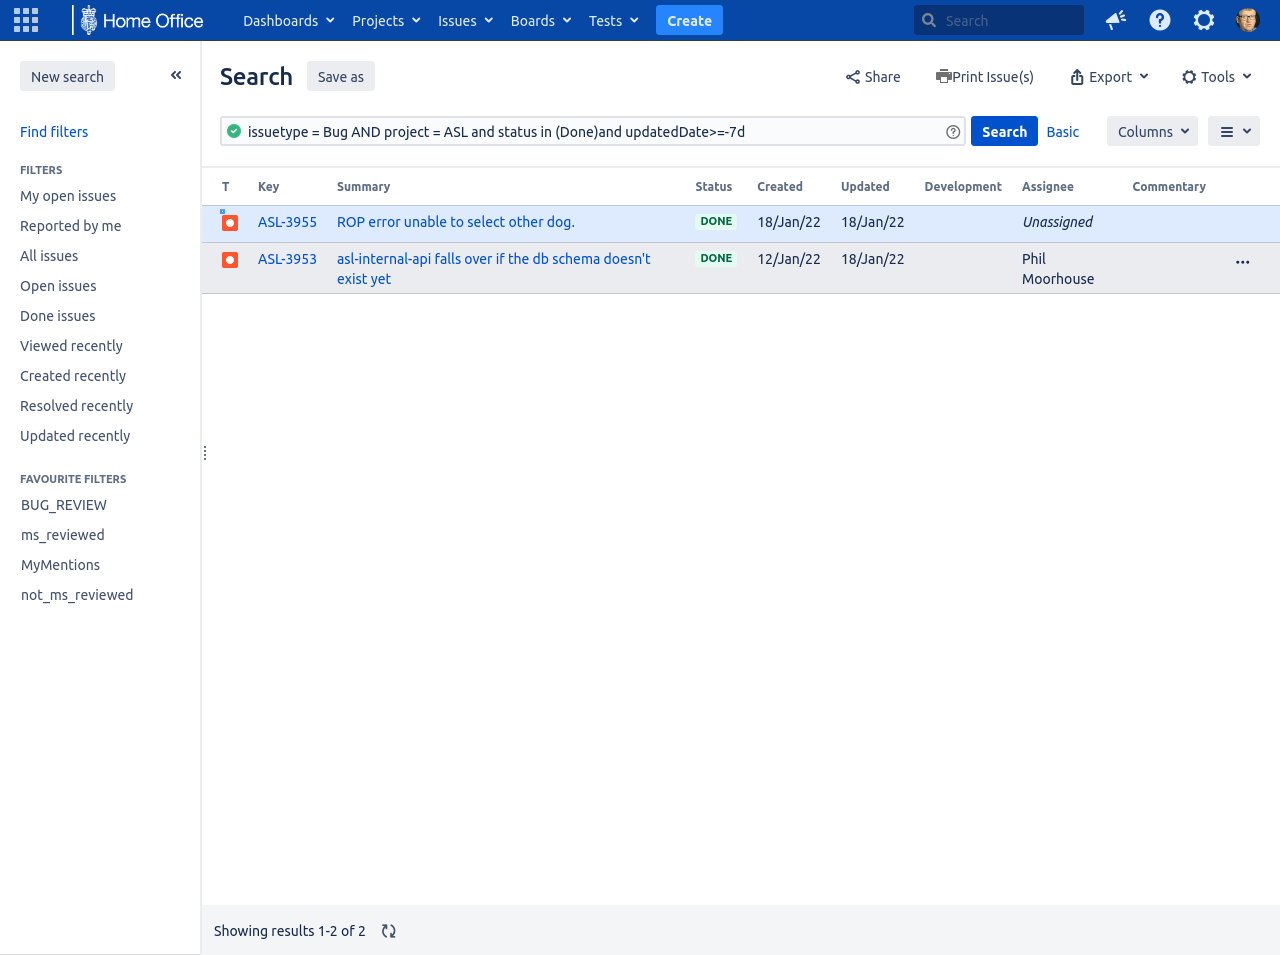 Home Office
Dashboards Projects Issues Boards Tests Create Search
New search
Search Save as Share Print Issue(s) Export Tools
issuetype = Bug AND project = ASL and status in (Done)and updatedDate>=-7d Search Basic Columns
Find filters
FILTERS
My open issues
Reported by me
All issues
Open issues
Done issues
Viewed recently
Created recently
Resolved recently
Updated recently
FAVOURITE FILTERS
BUG_REVIEW
ms_reviewed
MyMentions
not_ms_reviewed
T Key Summary Status Created Updated Development Assignee Commentary
ASL-3955 ROP error unable to select other dog. DONE 18/Jan/22 18/Jan/22 Unassigned
ASL-3953 asl-internal-api falls over if the db schema doesn't DONE 12/Jan/22 18/Jan/22 Phil
exist yet Moorhouse
Showing results 1-2 of 2